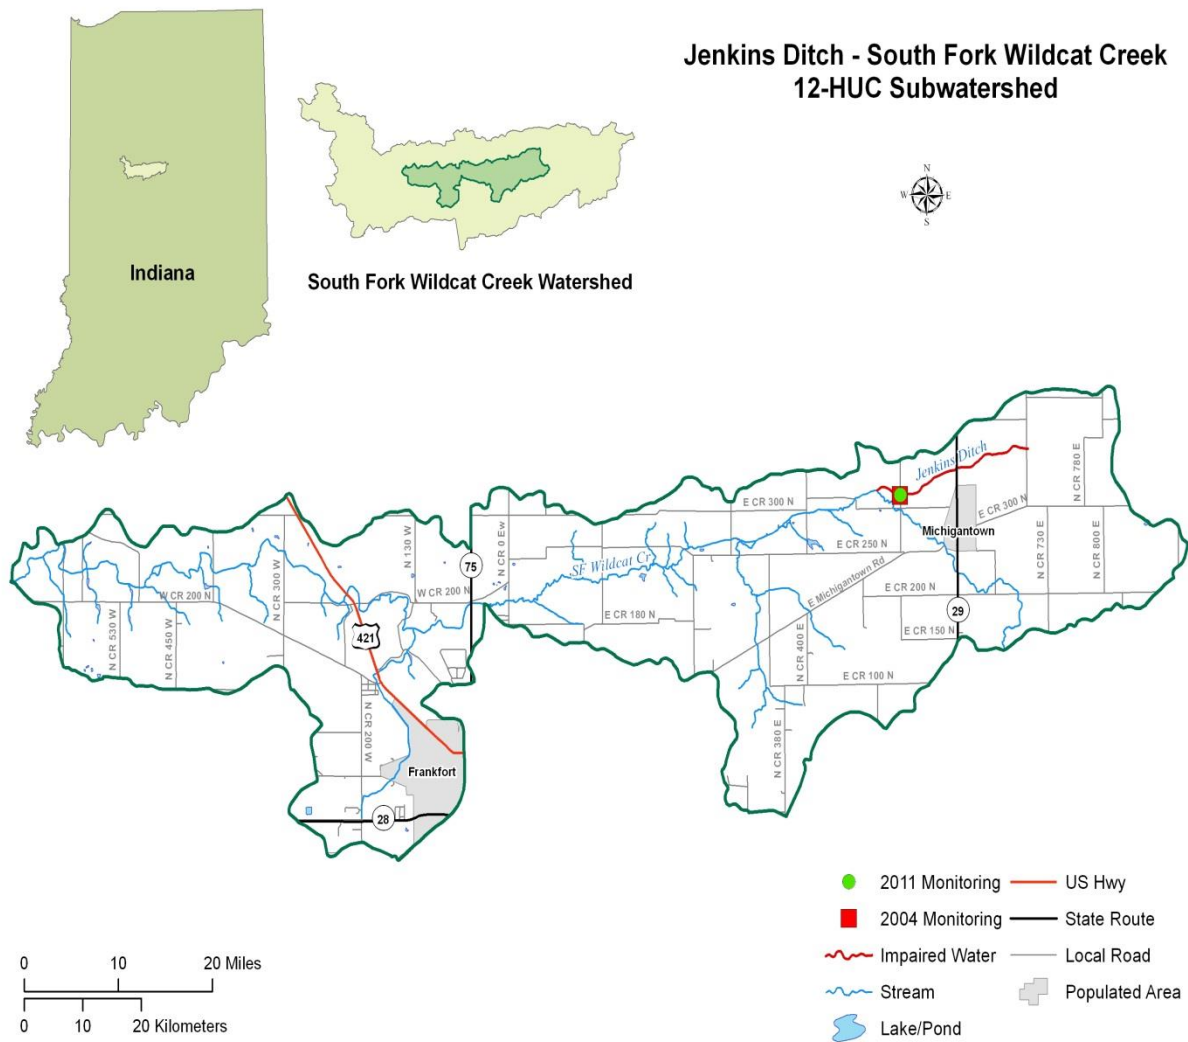 Jenkins Ditch - South Fork Wildcat Creek
12-HUC Subwatershed
N
W
E
S
Indiana
South Fork Wildcat Creek Watershed
Jenkins Ditch
N CR 780 E
E CR 300 N
E CR 300 N
Michigantown
N 130 W
N CR 0 Ew
E CR 250 N
N CR 730 E
N CR 800 E
75
SF Wildcat Cr
N CR 300 W
W CR 200 N
W CR 200 N
E Michigantown Rd
E CR 200 N
29
E CR 180 N
N CR 530 W
N CR 450 W
421
N CR 400 E
E CR 150 N
E CR 100 N
N CR 200 W
N CR 380 E
Frankfort
28
2011 Monitoring
US Hwy
2004 Monitoring
State Route
Impaired Water
Local Road
Stream
Populated Area
Lake/Pond
0 10 20 Miles
0 10 20 Kilometers